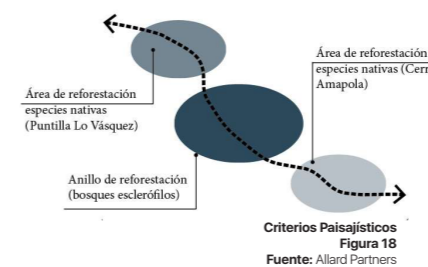 Área de reforestación
especies nativas
(Puntilla Lo Vásquez)
Área de reforestación
especies nativas (Cerr
Amapola)
Anillo de reforestación
(bosques esclerófilos)
Criterios Paisajísticos
Figura 18
Fuente: Allard Partners